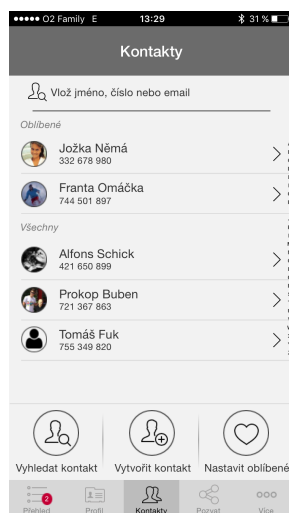 O2 Family E 13:29 31 %
Kontakty
Vlož jméno, číslo nebo email
Oblíbené
Jožka Němá
332 678 980
Franta Omáčka
744 501 897
Všechny
Alfons Schick
421 650 899
Prokop Buben
721 367 863
Tomáš Fuk
755 349 820
Vyhledat kontakt Vytvořit kontakt Nastavit oblíbené
2
Přehled Profil Kontakty Pozvat Více